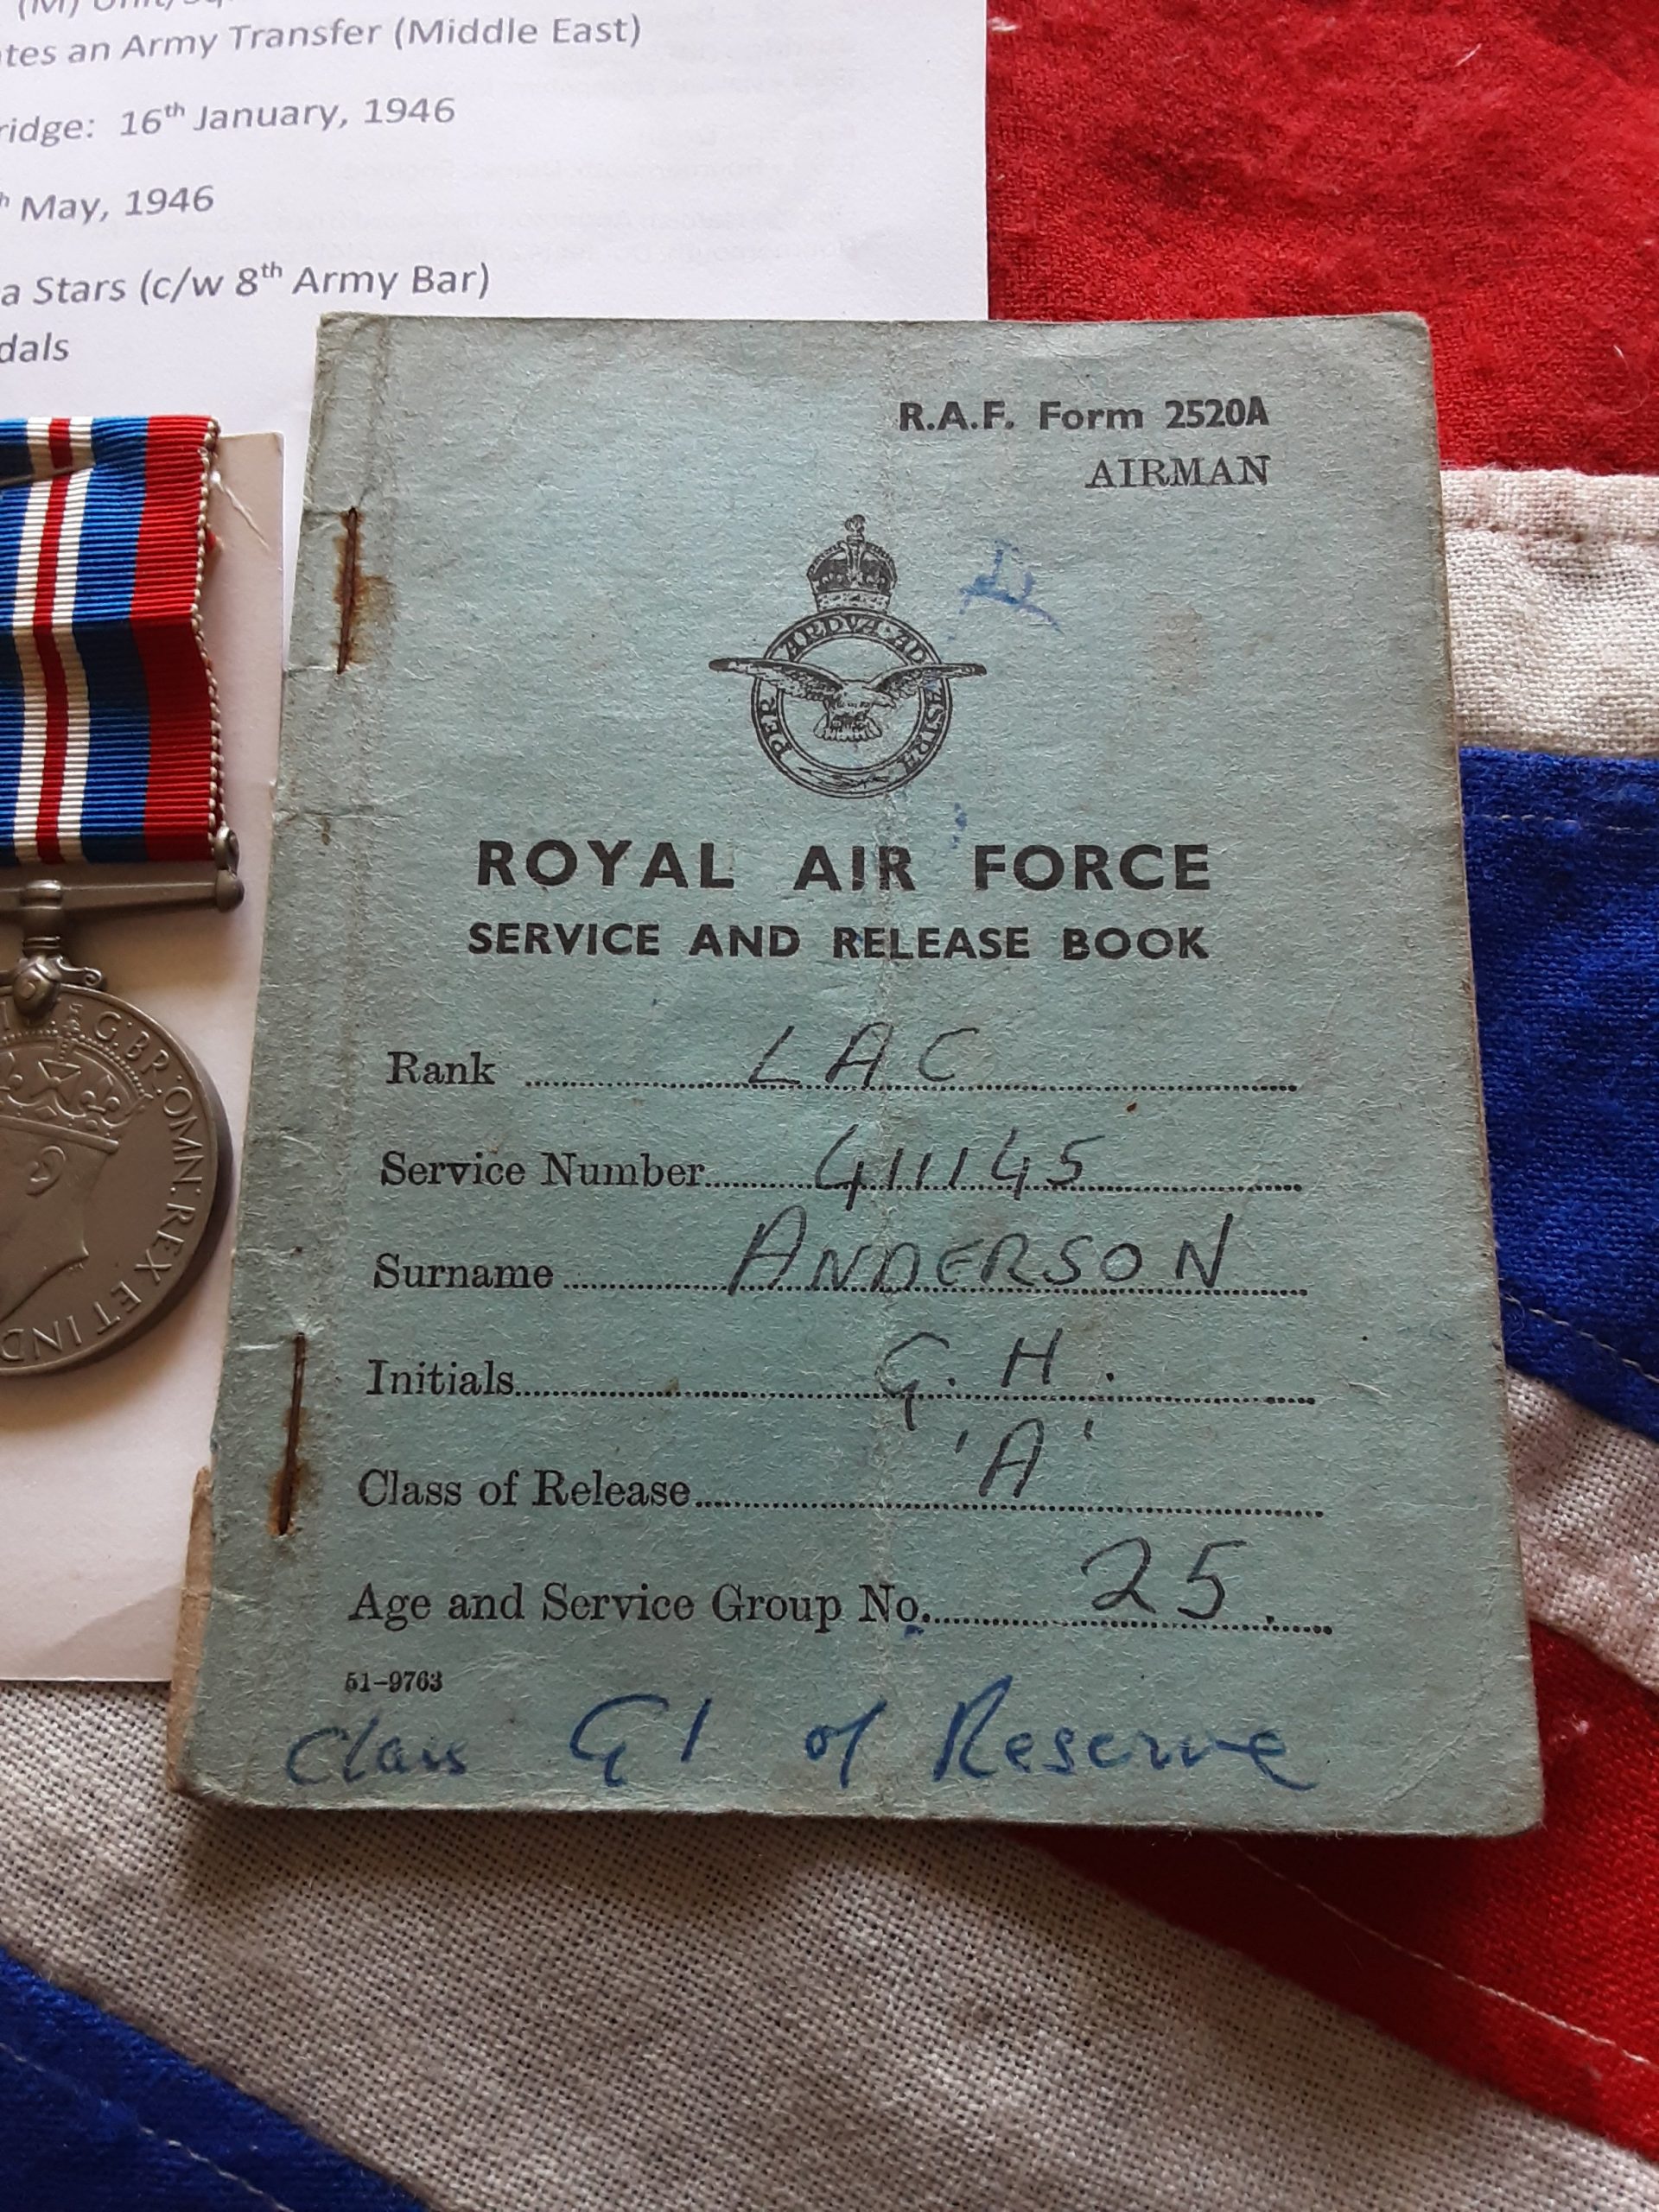 (M) Unit/
tes an Army Transfer (Middle East)
ridge: 16th January, 1946
h May, 1946
a Stars (c/w 8th Army Bar)
dals
R.A.F. Form 2520A
AIRMAN
PER ARDVA AD ASTRA
ROYAL AIR FORCE
SERVICE AND RELEASE BOOK
Rank LAC
Service Number 411145
Surname ANDERSON
Initials G. H.
Class of Release 'A'
Age and Service Group No. 25.
51-9763
Class G1 of Reserve
G:BR:OMN:REX ET IND